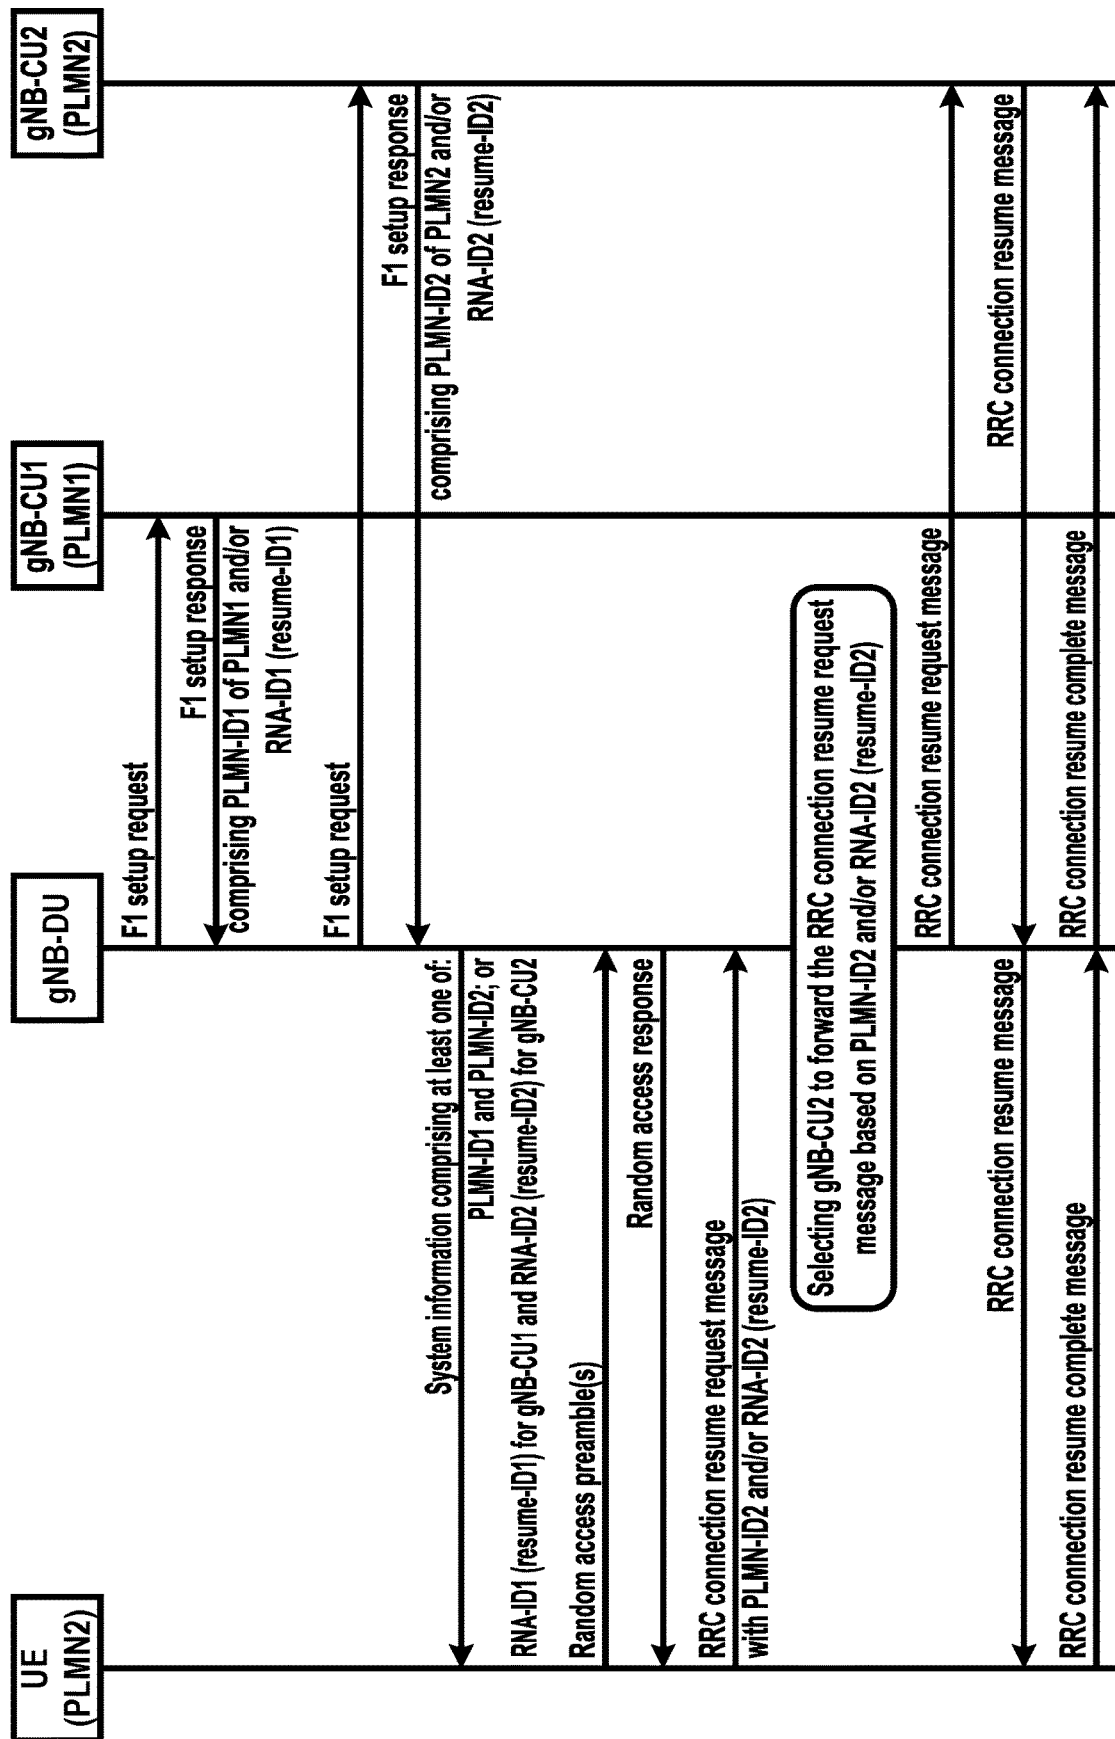 UE
(PLMN2)
gNB-DU
gNB-CU1
(PLMN1)
gNB-CU2
(PLMN2)
F1 setup request
F1 setup response
comprising PLMN-ID1 of PLMN1 and/or
RNA-ID1 (resume-ID1)
F1 setup request
F1 setup response
comprising PLMN-ID2 of PLMN2 and/or
RNA-ID2 (resume-ID2)
System information comprising at least one of:
PLMN-ID1 and PLMN-ID2; or
RNA-ID1 (resume-ID1) for gNB-CU1 and RNA-ID2 (resume-ID2) for gNB-CU2
Random access preamble(s)
Random access response
RRC connection resume request message
with PLMN-ID2 and/or RNA-ID2 (resume-ID2)
Selecting gNB-CU2 to forward the RRC connection resume request
message based on PLMN-ID2 and/or RNA-ID2 (resume-ID2)
RRC connection resume request message
RRC connection resume message
RRC connection resume message
RRC connection resume complete message
RRC connection resume complete message